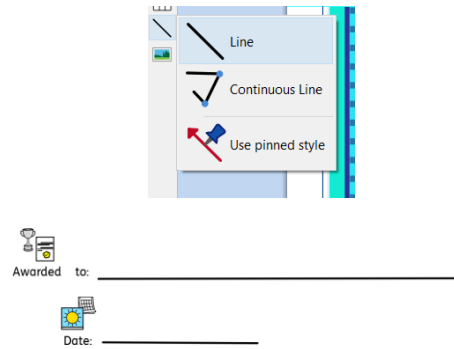 Line
Continuous Line
Use pinned style
Awarded to:
Date: